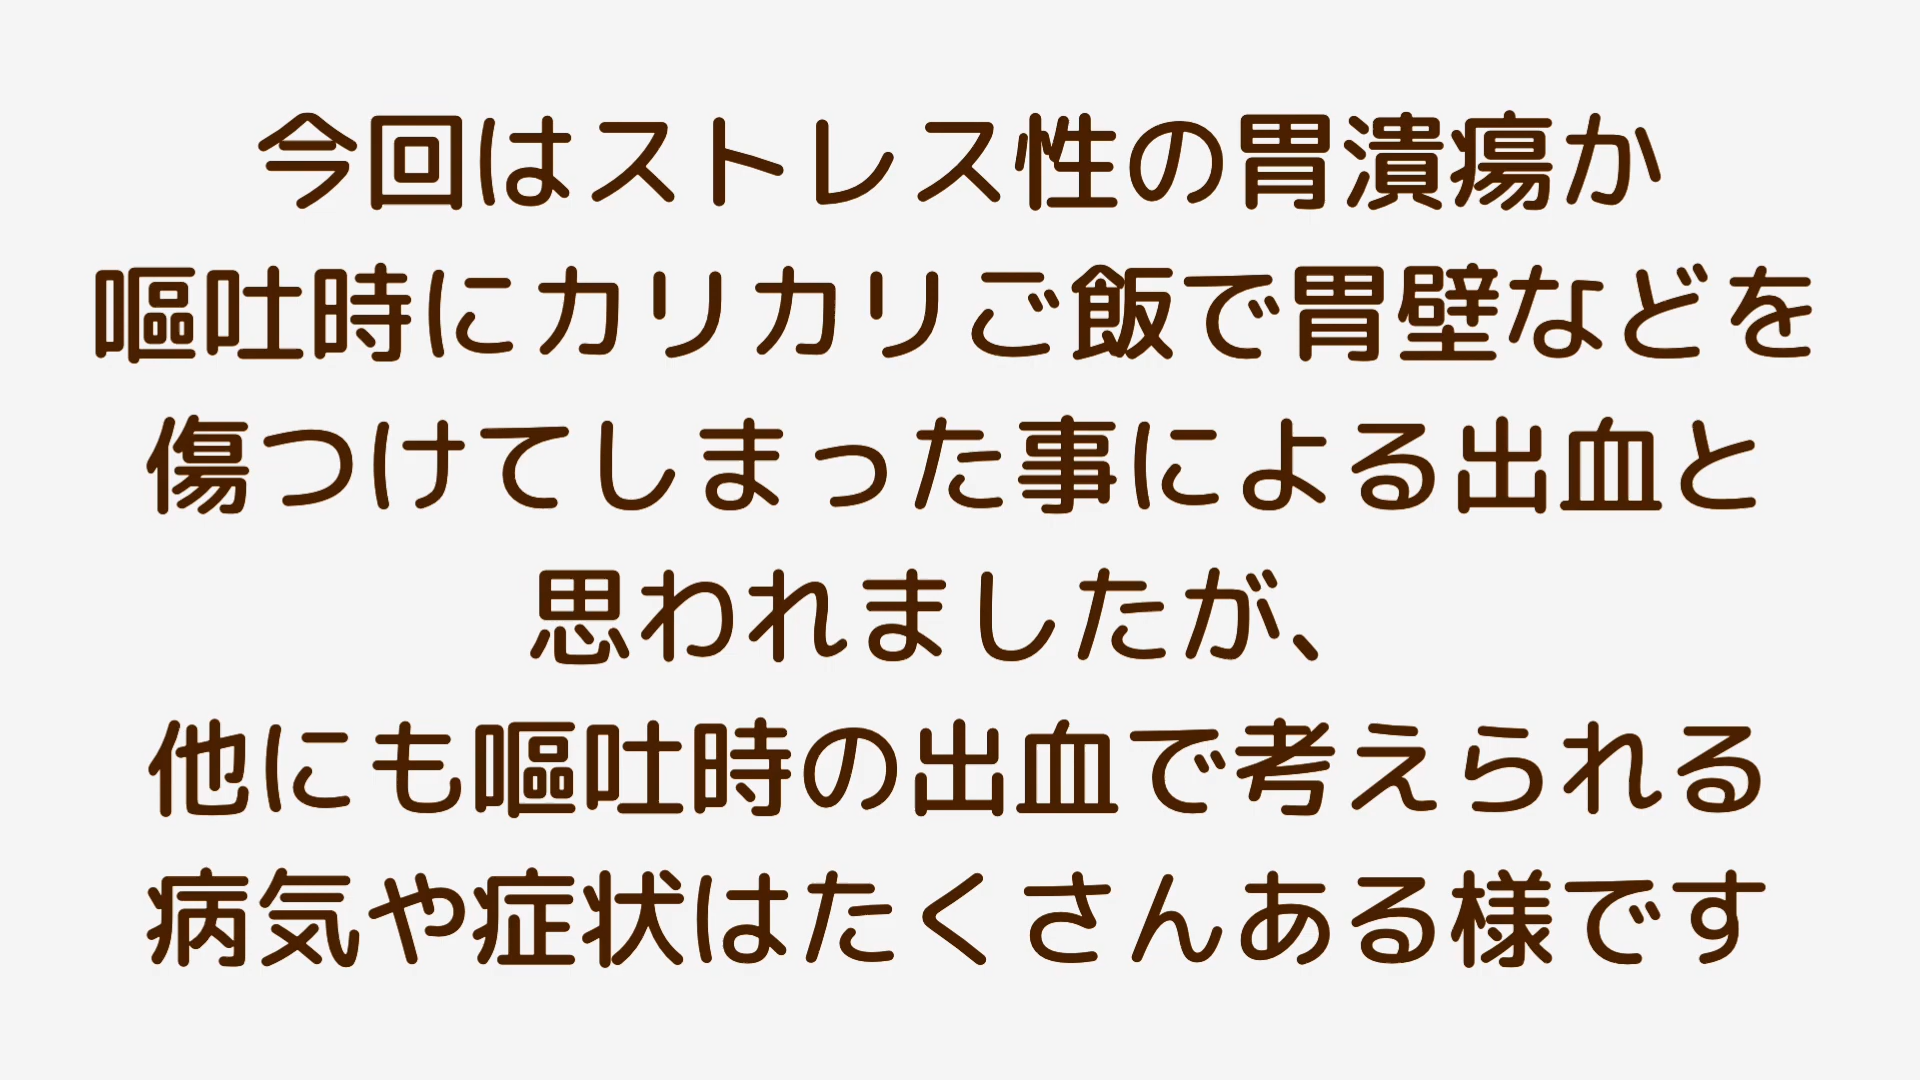 今回はストレス性の胃潰瘍か
嘔吐時にカリカリご飯で胃壁などを
傷つけてしまった事による出血と
思われましたが、
他にも嘔吐時の出血で考えられる
病気や症状はたくさんある様です